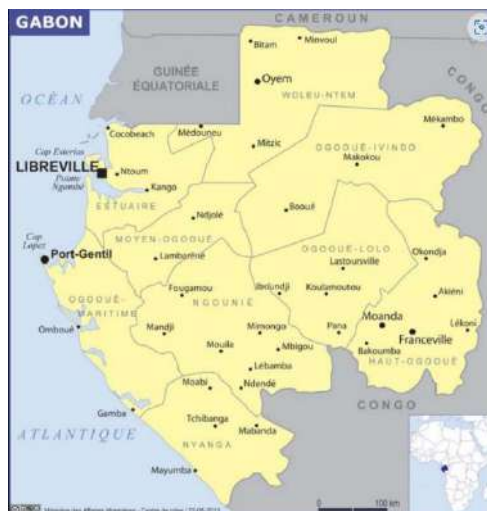 GABON
CAMEROUN
Bitam
Minvoul
GUINÉE
ÉQUATORIALE
Oyem
WOLEU-NTEM
CONGO
OCÉAN
Cap Esterias
Cocobeach
Médouneu
Mitzic
Mékambo
OGOOUÉ-IVINDO
Makokou
LIBREVILLE
Ntoum
Pointe
Ngombé
Kango
ESTUAIRE
Ndjolé
Booué
MOYEN-OGOOUÉ
OGOOUÉ-LOLO
Okondja
Cap
Lopez
Port-Gentil
Lambaréné
Lastoursville
Fougamou
NGOUNIÉ
Koulamoutou
Akiéni
OGOOUÉ-
MARITIME
Moanda
Lékoni
Omboué
Mandji
Mimongo
Pana
Franceville
Mouila
Mbigou
Bakoumba
HAUT-OGOOUÉ
Lébamba
Moabi
Ndendé
CONGO
Gamba
Tchibanga
Mabanda
ATLANTIQUE
NYANGA
Mayumba
0
100 km